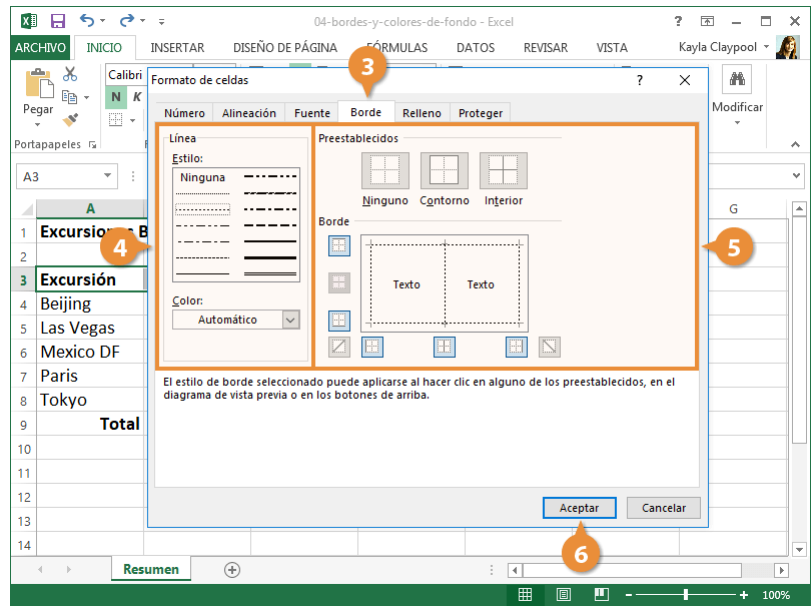 04-bordes-y-colores-de-fondo - Excel
ARCHIVO INICIO INSERTAR DISEÑO DE PÁGINA FÓRMULAS DATOS REVISAR VISTA Kayla Claypool
3
Calibri
Pegar
N K
Modificar
Portapapeles
A3
Formato de celdas
Número Alineación Fuente Borde Relleno Proteger
Línea
Estilo:
Ninguna
Color:
Automático
4
Preestablecidos
Ninguno Contorno Interior
Borde
Texto Texto
5
El estilo de borde seleccionado puede aplicarse al hacer clic en alguno de los preestablecidos, en el
diagrama de vista previa o en los botones de arriba.
Aceptar Cancelar
6
A G
1 Excursiones B
2
3 Excursión
4 Beijing
5 Las Vegas
6 Mexico DF
7 Paris
8 Tokyo
9 Total
10
11
12
13
14
Resumen
100%